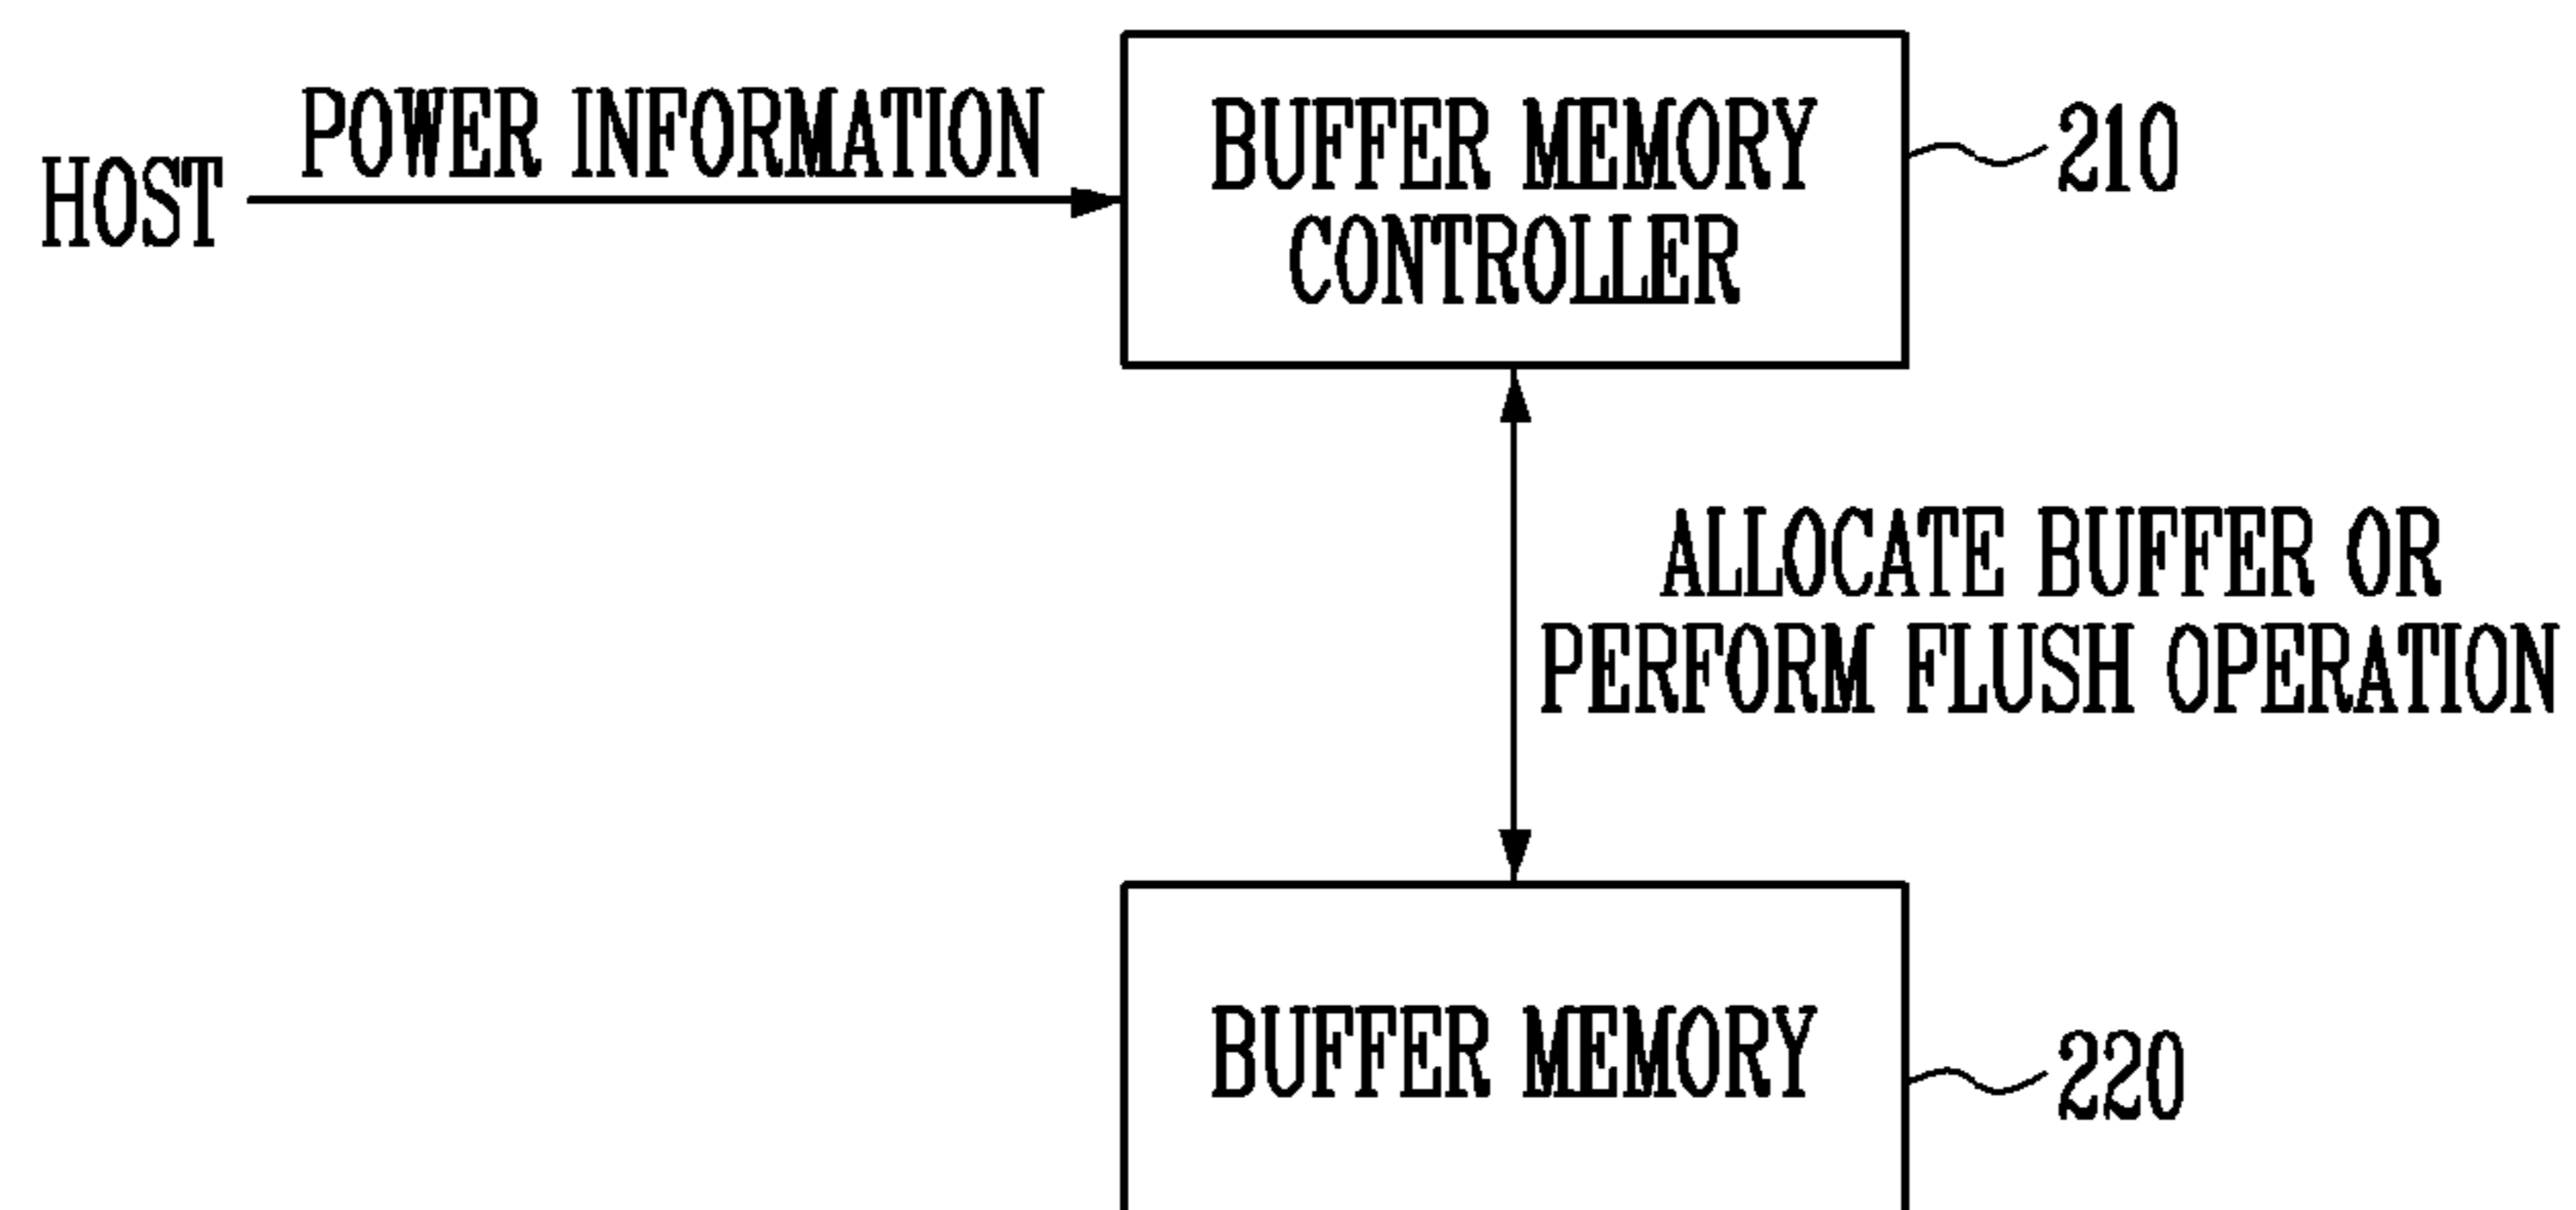 HOST
POWER INFORMATION
BUFFER MEMORY
CONTROLLER
210
ALLOCATE BUFFER OR
PERFORM FLUSH OPERATION
BUFFER MEMORY
220